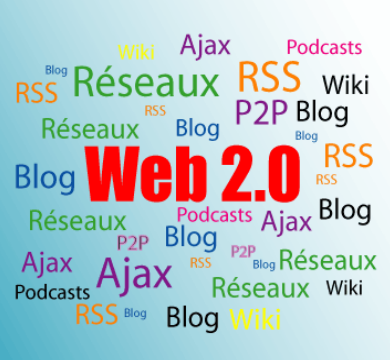 Wiki Ajax Podcasts
Blog Réseaux RSS Wiki
RSS RSS P2P Blog
Réseaux Blog Blog
Blog Web 2.0 RSS
RSS
Réseaux Podcasts Ajax Blog
P2P Blog P2P
Ajax Ajax RSS Blog Réseaux
Podcasts Réseaux Wiki
RSS Blog Blog Wiki